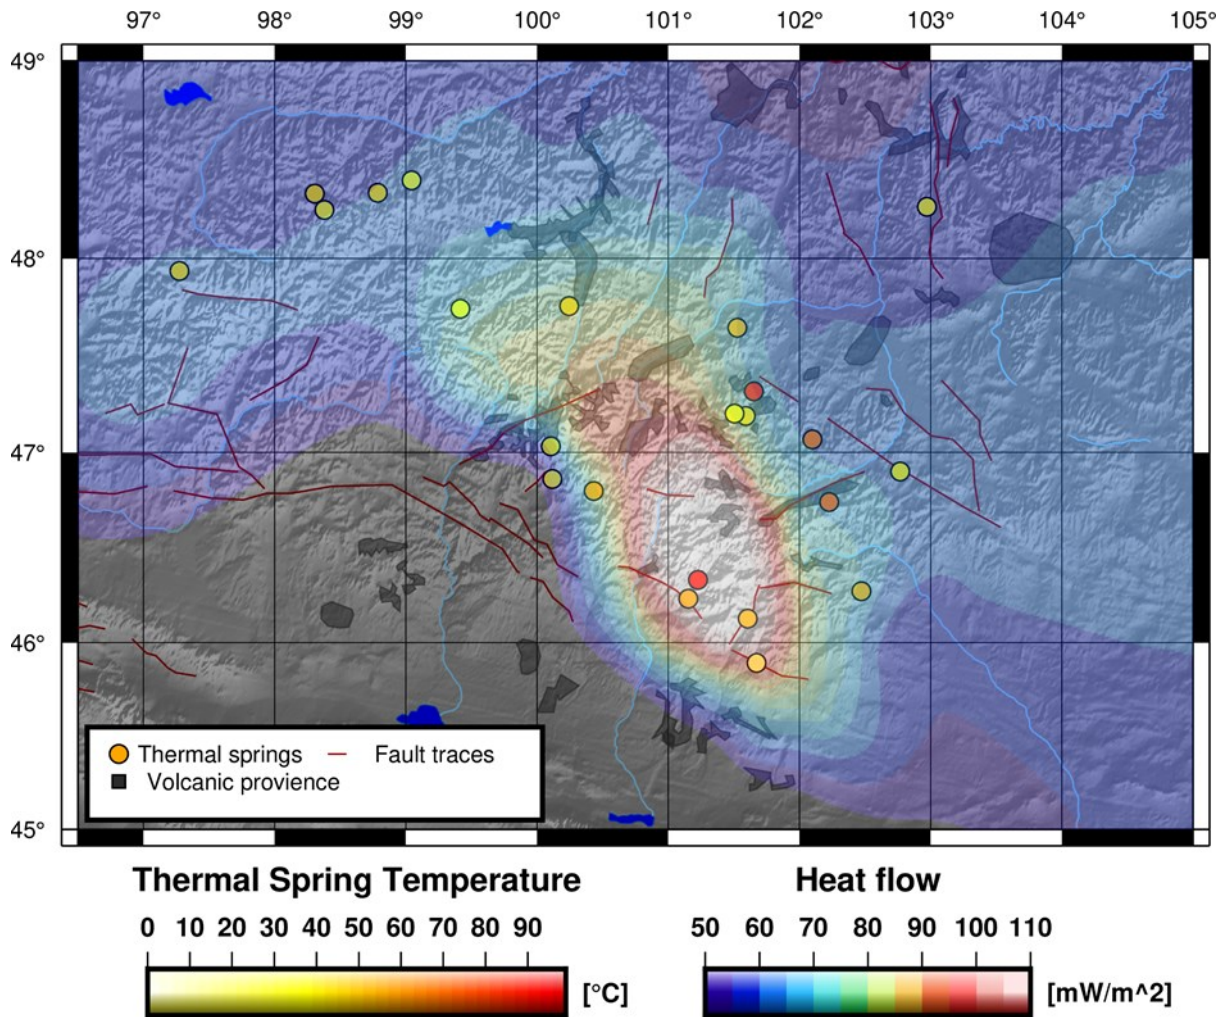 97° 98° 99° 100° 101° 102° 103° 104° 105°
49°
48°
47°
46°
45°
Thermal springs Fault traces
Volcanic provience
Thermal Spring Temperature Heat flow
0 10 20 30 40 50 60 70 80 90 50 60 70 80 90 100 110
[°C] [mW/m^2]